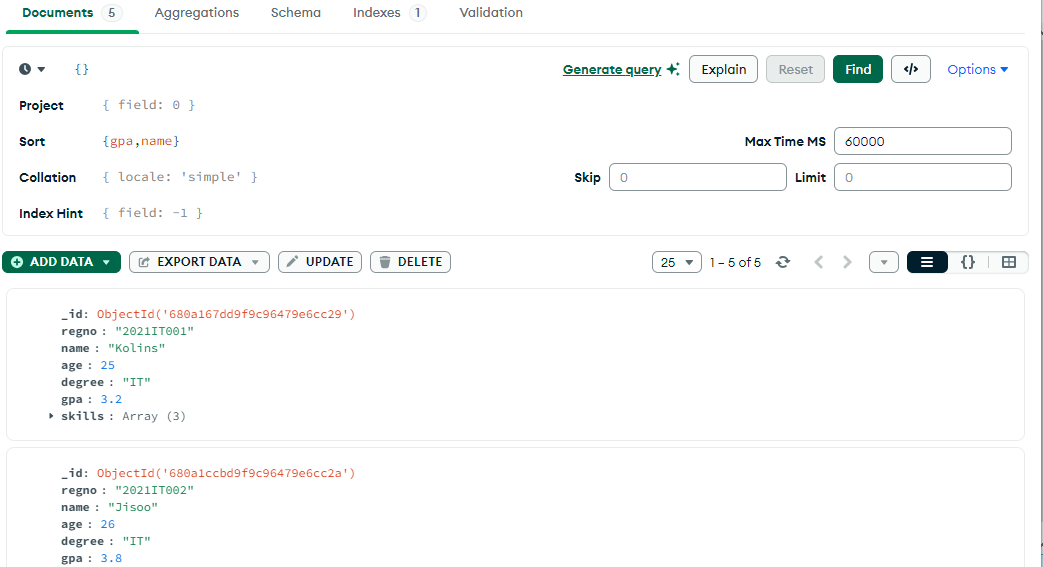 Documents 5 Aggregations Schema Indexes 1 Validation
{} Generate query Explain Reset Find </> Options
Project { field: 0 }
Sort {gpa,name} Max Time MS 60000
Collation { locale: 'simple' } Skip 0 Limit 0
Index Hint { field: -1 }
ADD DATA EXPORT DATA UPDATE DELETE 25 1 – 5 of 5 {}
_id: ObjectId('680a167dd9f9c96479e6cc29')
regno : "2021IT001"
name : "Kolins"
age : 25
degree : "IT"
gpa : 3.2
skills : Array (3)
_id: ObjectId('680a1ccbd9f9c96479e6cc2a')
regno : "2021IT002"
name : "Jisoo"
age : 26
degree : "IT"
gpa : 3.8